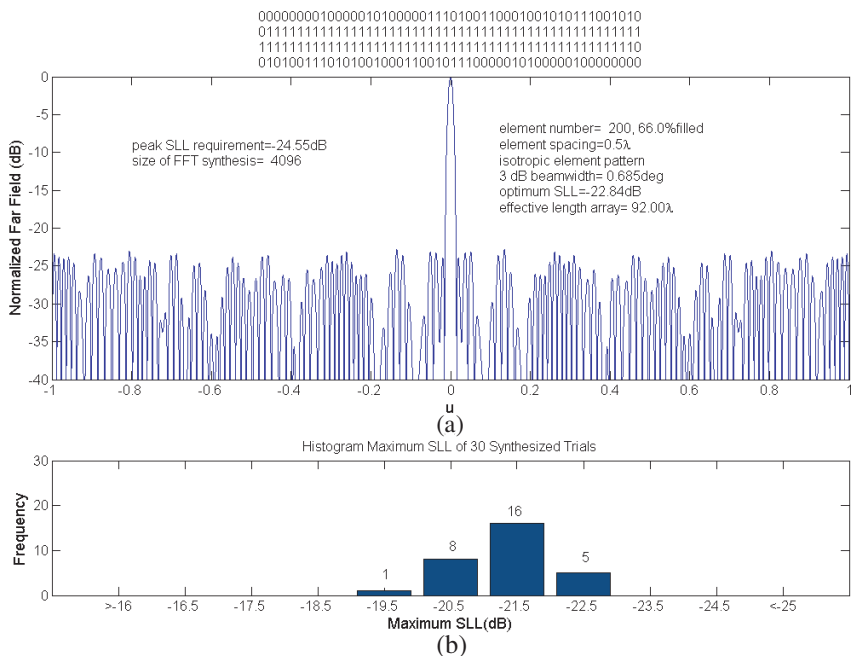 0
-5
-10
-15
-20
-25
-30
-35
-40
Normalized Far Field (dB)
peak SLL requirement=-24.55dB
size of FFT synthesis= 4096
element number= 200, 66.0%filled
element spacing=0.5λ
isotropic element pattern
3 dB beamwidth= 0.685deg
optimum SLL=-22.84dB
effective length array= 92.00λ
-1 -0.8 -0.6 -0.4 -0.2 0 0.2 0.4 0.6 0.8 1
u
(a)
Histogram Maximum SLL of 30 Synthesized Trials
30
20
10
0
Frequency
1 8 16 5
>-16 -16.5 -17.5 -18.5 -19.5 -20.5 -21.5 -22.5 -23.5 -24.5 <-25
Maximum SLL(dB)
(b)